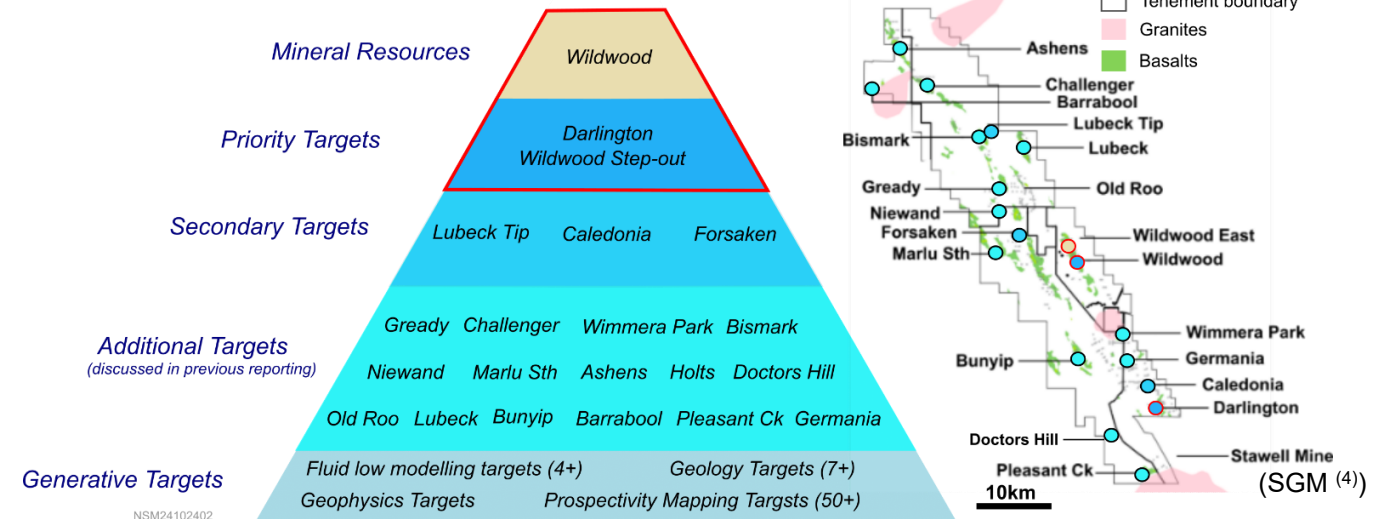 Mineral Resources
Wildwood
Priority Targets
Darlington
Wildwood Step-out
Secondary Targets
Lubeck Tip Caledonia Forsaken
Additional Targets
(discussed in previous reporting)
Gready Challenger Wimmera Park Bismark
Niewand Marlu Sth Ashens Holts Doctors Hill
Old Roo Lubeck Bunyip Barrabool Pleasant Ck Germania
Generative Targets
Fluid low modelling targets (4+) Geology Targets (7+)
Geophysics Targets Prospectivity Mapping Targsts (50+)
NSM24102402
Tenement boundary
Granites
Basalts
Ashens
Challenger
Barrabool
Lubeck Tip
Bismark
Lubeck
Gready
Old Roo
Niewand
Forsaken
Marlu Sth
Wildwood East
Wildwood
Wimmera Park
Bunyip
Germania
Caledonia
Darlington
Doctors Hill
Stawell Mine
Pleasant Ck
(SGM (4))
10km